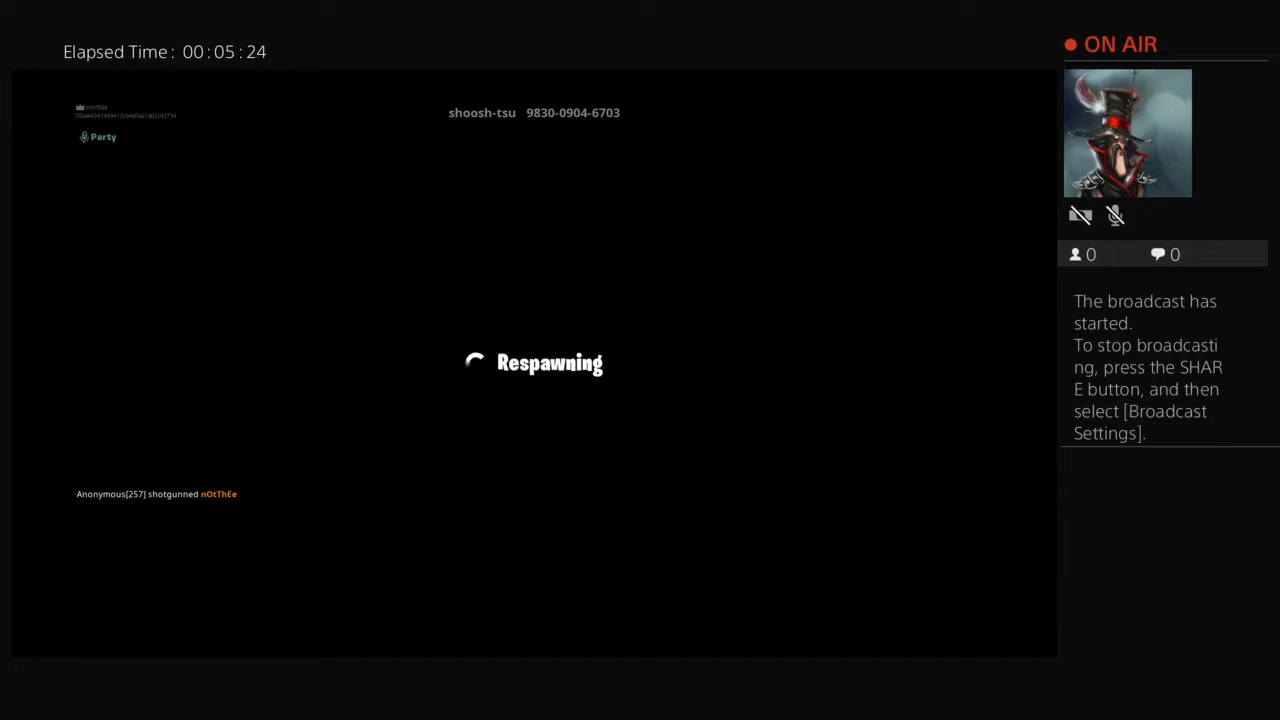 Elapsed Time: 00:05:24
ON AIR
nOtThEe
shoosh-tsu 9830-0904-6703
Party
0 0
The broadcast has
started.
To stop broadcasti
ng, press the SHAR
E button, and then
select [Broadcast
Settings].
Respawning
Anonymous[257] shotgunned nOtThEe